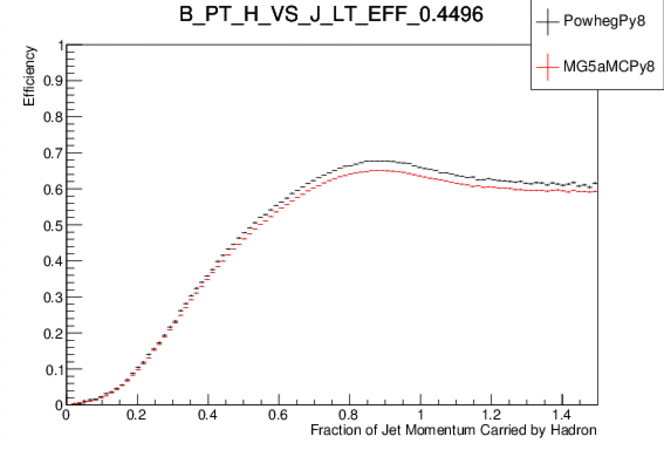 B_PT_H_VS_J_LT_EFF_0.4496
PowhegPy8
MG5aMCPy8
Efficiency
1
0.9
0.8
0.7
0.6
0.5
0.4
0.3
0.2
0.1
0
0 0.2 0.4 0.6 0.8 1 1.2 1.4
Fraction of Jet Momentum Carried by Hadron